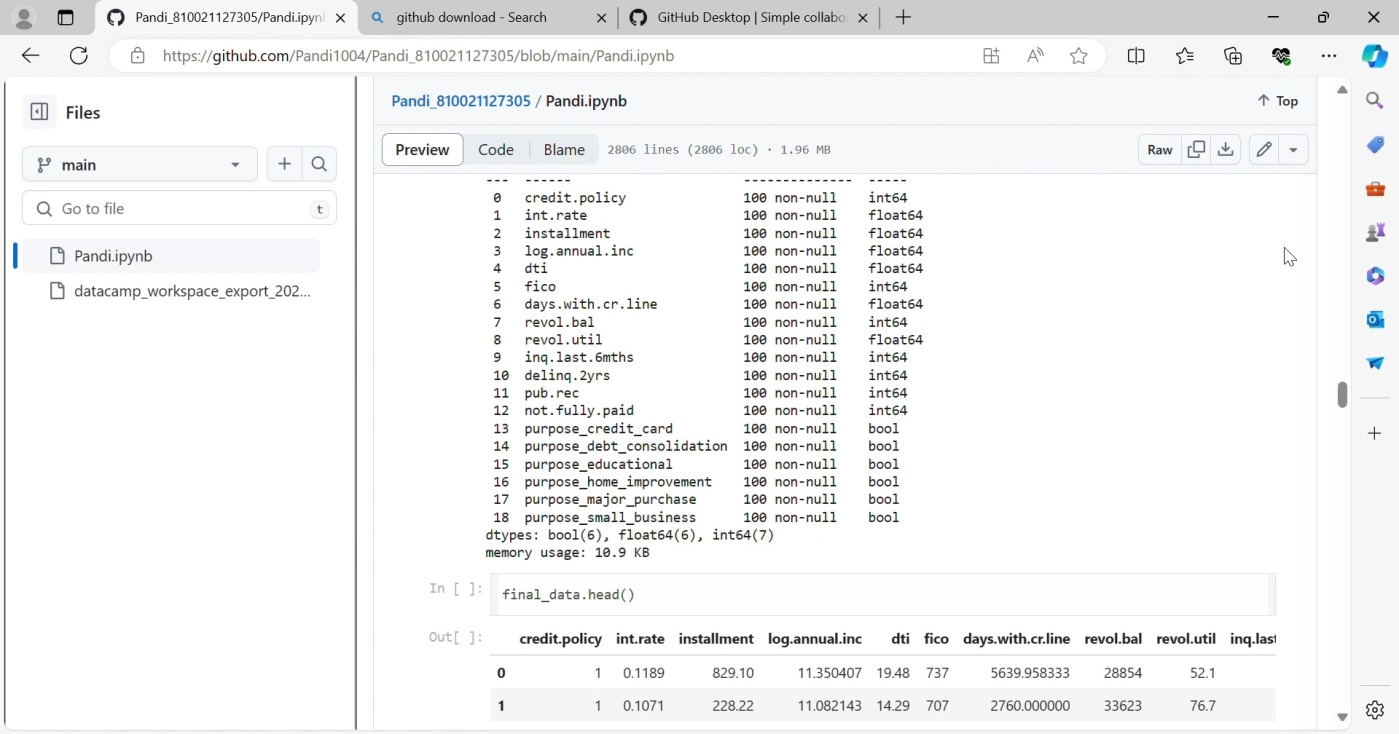 Pandi_810021127305/Pandi.ipyn
github download - Search
GitHub Desktop | Simple collabo
https://github.com/Pandi1004/Pandi_810021127305/blob/main/Pandi.ipynb
Files
main
Go to file
t
Pandi.ipynb
datacamp_workspace_export_202...
Pandi_810021127305 / Pandi.ipynb
Top
Preview Code Blame 2806 lines (2806 loc) · 1.96 MB
Raw
--- ------ -------------- -----
0 credit.policy 100 non-null int64
1 int.rate 100 non-null float64
2 installment 100 non-null float64
3 log.annual.inc 100 non-null float64
4 dti 100 non-null float64
5 fico 100 non-null int64
6 days.with.cr.line 100 non-null float64
7 revol.bal 100 non-null int64
8 revol.util 100 non-null float64
9 inq.last.6mths 100 non-null int64
10 delinq.2yrs 100 non-null int64
11 pub.rec 100 non-null int64
12 not.fully.paid 100 non-null int64
13 purpose_credit_card 100 non-null bool
14 purpose_debt_consolidation 100 non-null bool
15 purpose_educational 100 non-null bool
16 purpose_home_improvement 100 non-null bool
17 purpose_major_purchase 100 non-null bool
18 purpose_small_business 100 non-null bool
dtypes: bool(6), float64(6), int64(7)
memory usage: 10.9 KB
In [ ]: final_data.head()
Out[ ]: credit.policy int.rate installment log.annual.inc dti fico days.with.cr.line revol.bal revol.util inq.last
0 1 0.1189 829.10 11.350407 19.48 737 5639.958333 28854 52.1
1 1 0.1071 228.22 11.082143 14.29 707 2760.000000 33623 76.7